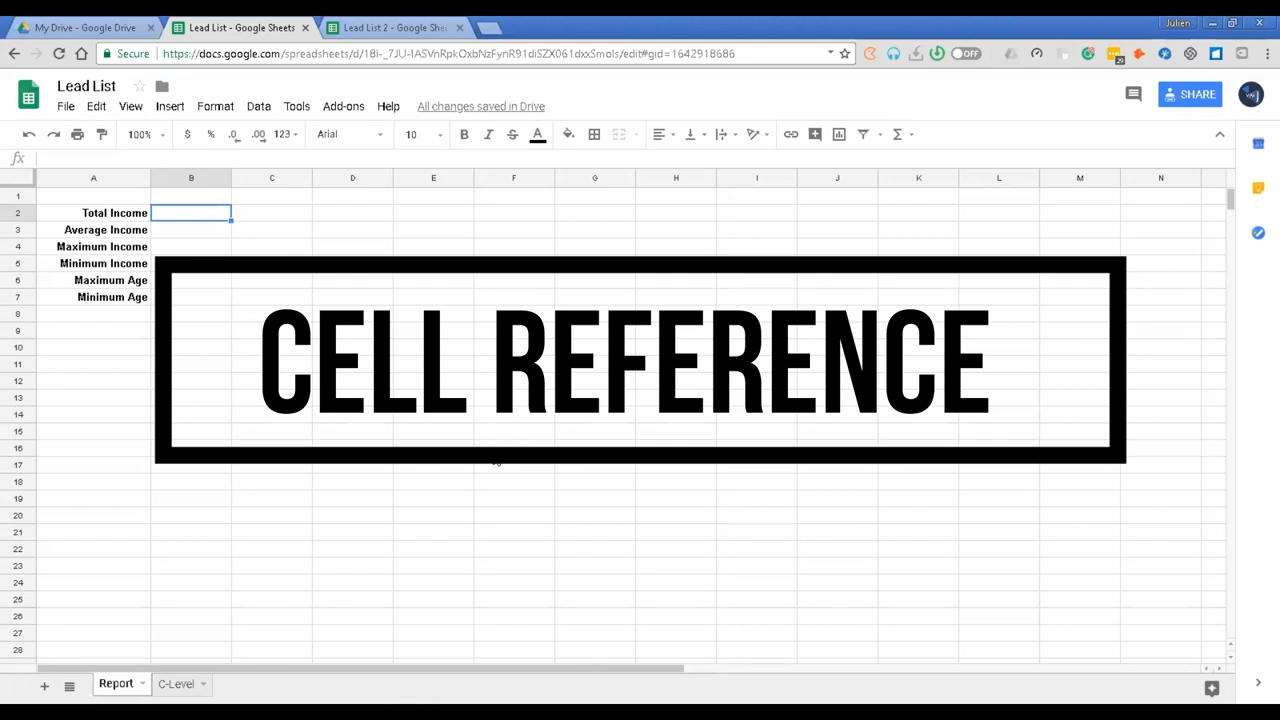 My Drive - Google Drive
Lead List - Google Sheets
Lead List 2 - Google She
Julien
Secure
https://docs.google.com/spreadsheets/d/18I-_7JU-IASVnRpkOxbNzFynR91diSZX061dxxSmols/edit#gid=1642918686
OFF
29
Lead List
File Edit View Insert Format Data Tools Add-ons Help All changes saved in Drive
SHARE
100% $ % .0 .00 123 Arial 10 B I S A Σ
fx
A B C D E F G H I J K L M N
1
2 Total Income
3 Average Income
4 Maximum Income
5 Minimum Income
6 Maximum Age
7 Minimum Age
8
9
10
CELL REFERENCE
11
12
13
14
15
16
17
18
19
20
21
22
23
24
25
26
27
28
Report C-Level